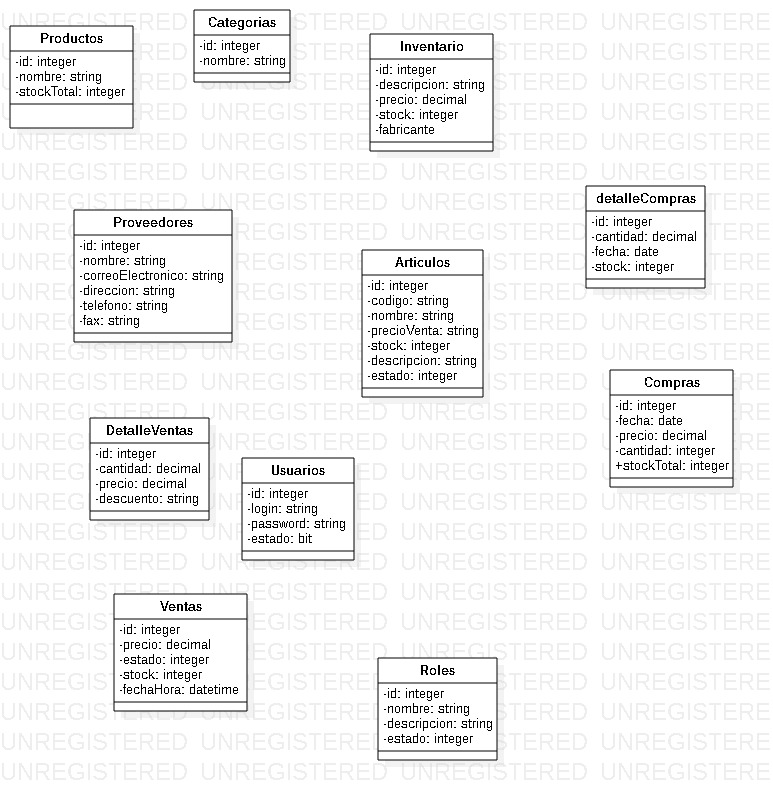 Productos
-id: integer
-nombre: string
-stockTotal: integer
Categorias
-id: integer
-nombre: string
Inventario
-id: integer
-descripcion: string
-precio: decimal
-stock: integer
-fabricante
detalleCompras
-id: integer
-cantidad: decimal
-fecha: date
-stock: integer
Proveedores
-id: integer
-nombre: string
-correoElectronico: string
-direccion: string
-telefono: string
-fax: string
Articulos
-id: integer
-codigo: string
-nombre: string
-precioVenta: string
-stock: integer
-descripcion: string
-estado: integer
Compras
-id: integer
-fecha: date
-precio: decimal
-cantidad: integer
+stockTotal: integer
DetalleVentas
-id: integer
-cantidad: decimal
-precio: decimal
-descuento: string
Usuarios
-id: integer
-login: string
-password: string
-estado: bit
Ventas
-id: integer
-precio: decimal
-estado: integer
-stock: integer
-fechaHora: datetime
Roles
-id: integer
-nombre: string
-descripcion: string
-estado: integer
UNREGISTERED